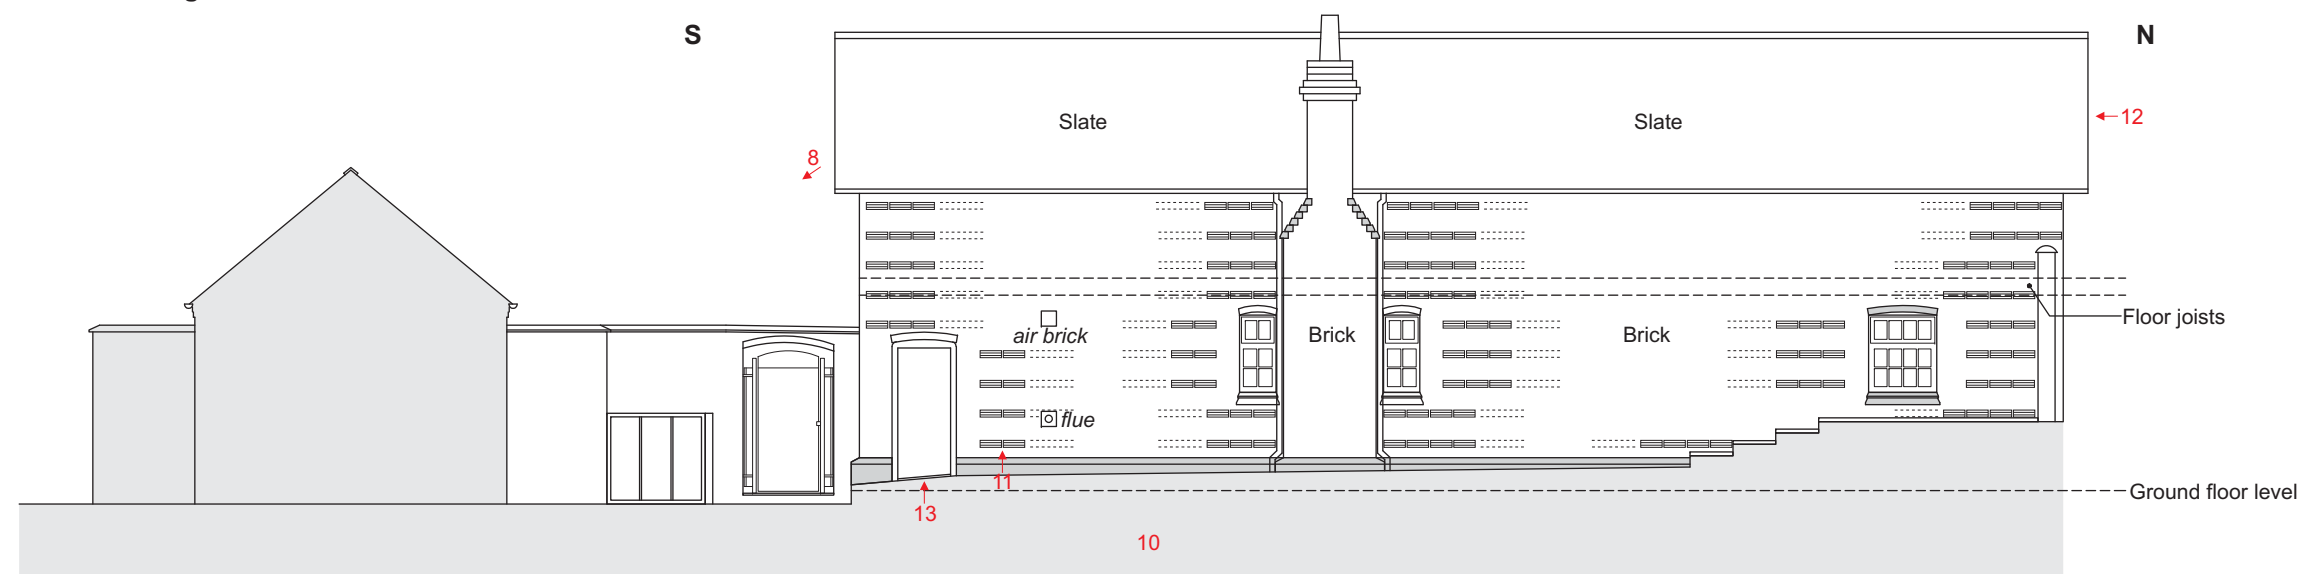 S
N
Slate
Slate
12
8
Floor joists
air brick
Brick
Brick
flue
11
Ground floor level
13
10